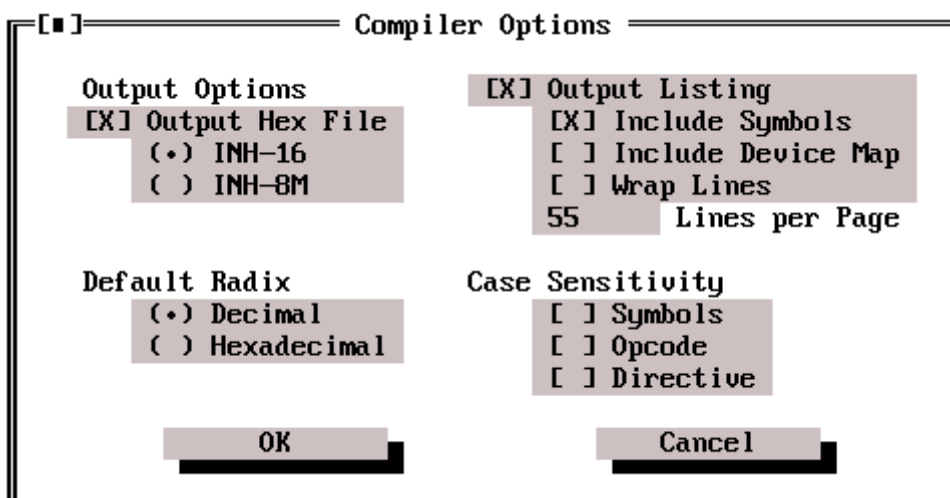 [■] Compiler Options
Output Options
[X] Output Hex File
(•) INH-16
( ) INH-8M
[X] Output Listing
[X] Include Symbols
[ ] Include Device Map
[ ] Wrap Lines
55 Lines per Page
Default Radix
(•) Decimal
( ) Hexadecimal
Case Sensitivity
[ ] Symbols
[ ] Opcode
[ ] Directive
OK
Cancel